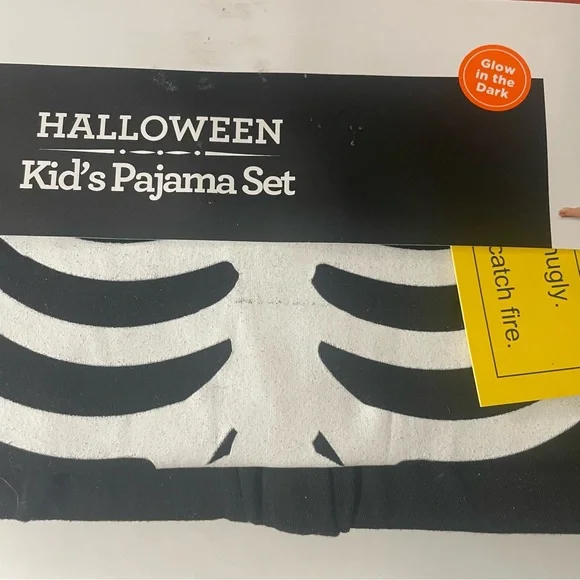 Glow
in the
Dark
HALLOWEEN
Kid's Pajama Set
nugly.
catch fire.